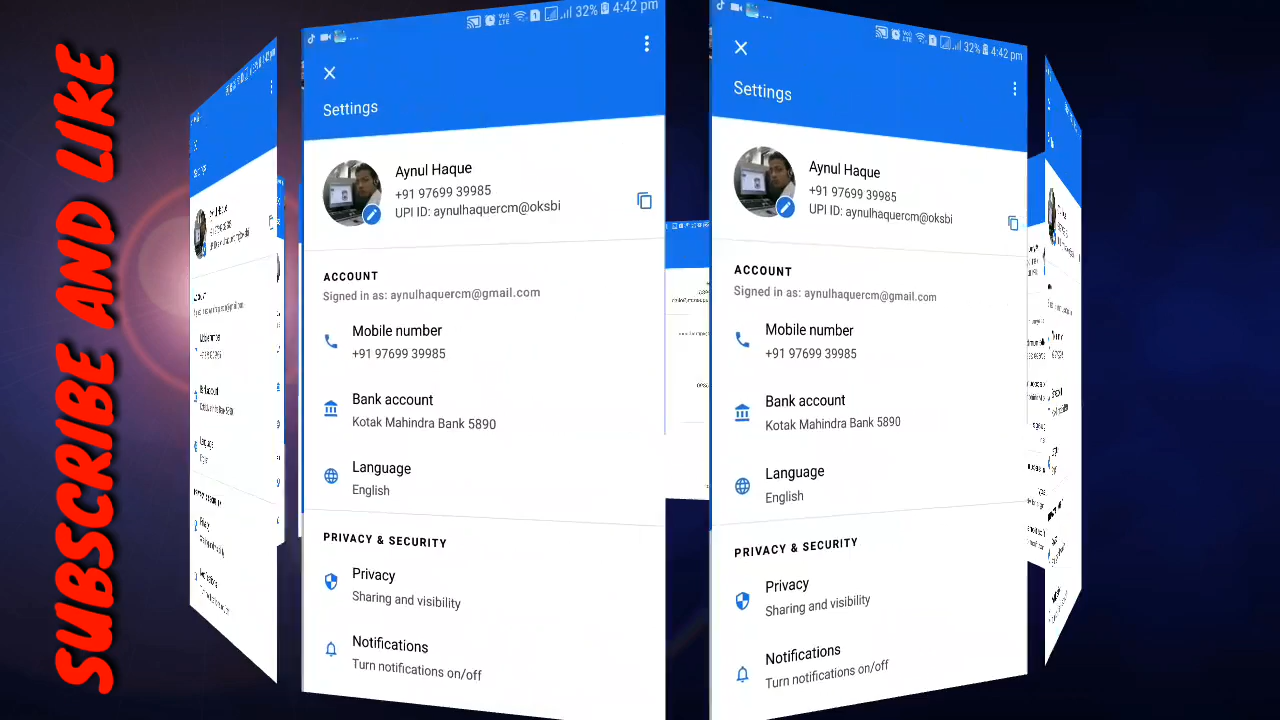 SUBSCRIBE AND LIKE
32% 4:42 pm
Settings
Aynul Haque
+91 97699 39985
UPI ID: aynulhaquercm@oksbi
ACCOUNT
Signed in as: aynulhaquercm@gmail.com
Mobile number
+91 97699 39985
Bank account
Kotak Mahindra Bank 5890
Language
English
PRIVACY & SECURITY
Privacy
Sharing and visibility
Notifications
Turn notifications on/off
32% 4:42 pm
Settings
Aynul Haque
+91 97699 39985
UPI ID: aynulhaquercm@oksbi
ACCOUNT
Signed in as: aynulhaquercm@gmail.com
Mobile number
+91 97699 39985
Bank account
Kotak Mahindra Bank 5890
Language
English
PRIVACY & SECURITY
Privacy
Sharing and visibility
Notifications
Turn notifications on/off